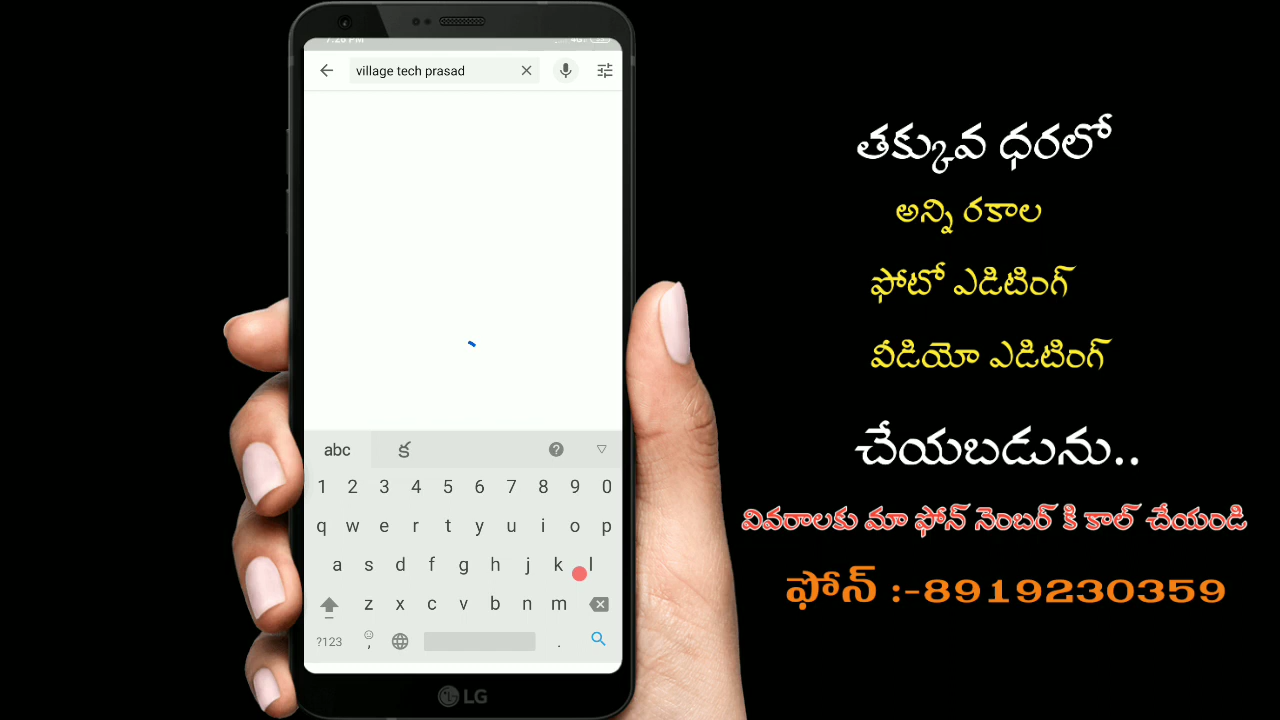 village tech prasad
abc క ?
1 2 3 4 5 6 7 8 9 0
q w e r t y u i o p
a s d f g h j k l
z x c v b n m
?123 , .
LG
తక్కువ ధరలో
అన్ని రకాల
ఫోటో ఎడిటింగ్
వీడియో ఎడిటింగ్
చేయబడును..
వివరాలకు మా ఫోన్ నెంబర్ కి కాల్ చేయండి
ఫోన్ :-8919230359